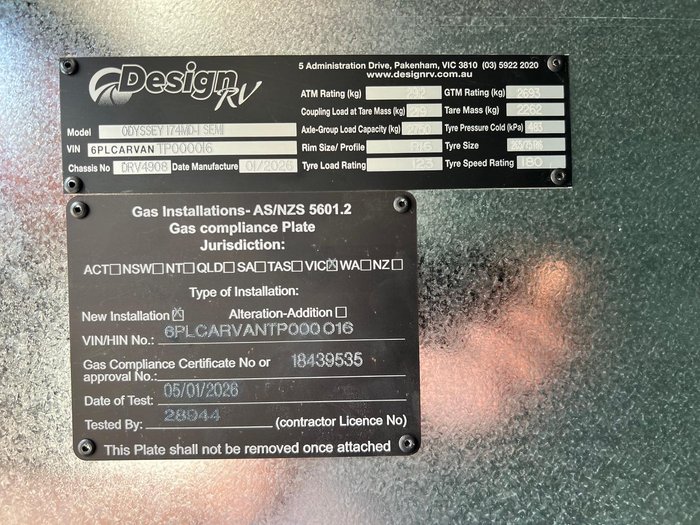 Design RV
5 Administration Drive, Pakenham, VIC 3810 (03) 5922 2020
www.designrv.com.au
ATM Rating (kg) GTM Rating (kg) 2693
Coupling Load at Tare Mass (kg) Tare Mass (kg) 2262
Model ODYSSEY 174MD-1 SEMI Axle-Group Load Capacity (kg) Tyre Pressure Cold (kPa) 483
VIN 6PLCARVANTP000016 Rim Size/ Profile Tyre Size
Chassis No DRV4908 Date Manufacture 01/2026 Tyre Load Rating 123 Tyre Speed Rating 180
Gas Installations- AS/NZS 5601.2
Gas compliance Plate
Jurisdiction:
ACT NSW NT QLD SA TAS VIC X WA NZ
Type of Installation:
New Installation X Alteration-Addition
VIN/HIN No.: 6PLCARVANTP000016
Gas Compliance Certificate No or 18439535
approval No.:
Date of Test: 05/01/2026
Tested By: 28944 (contractor Licence No)
This Plate shall not be removed once attached